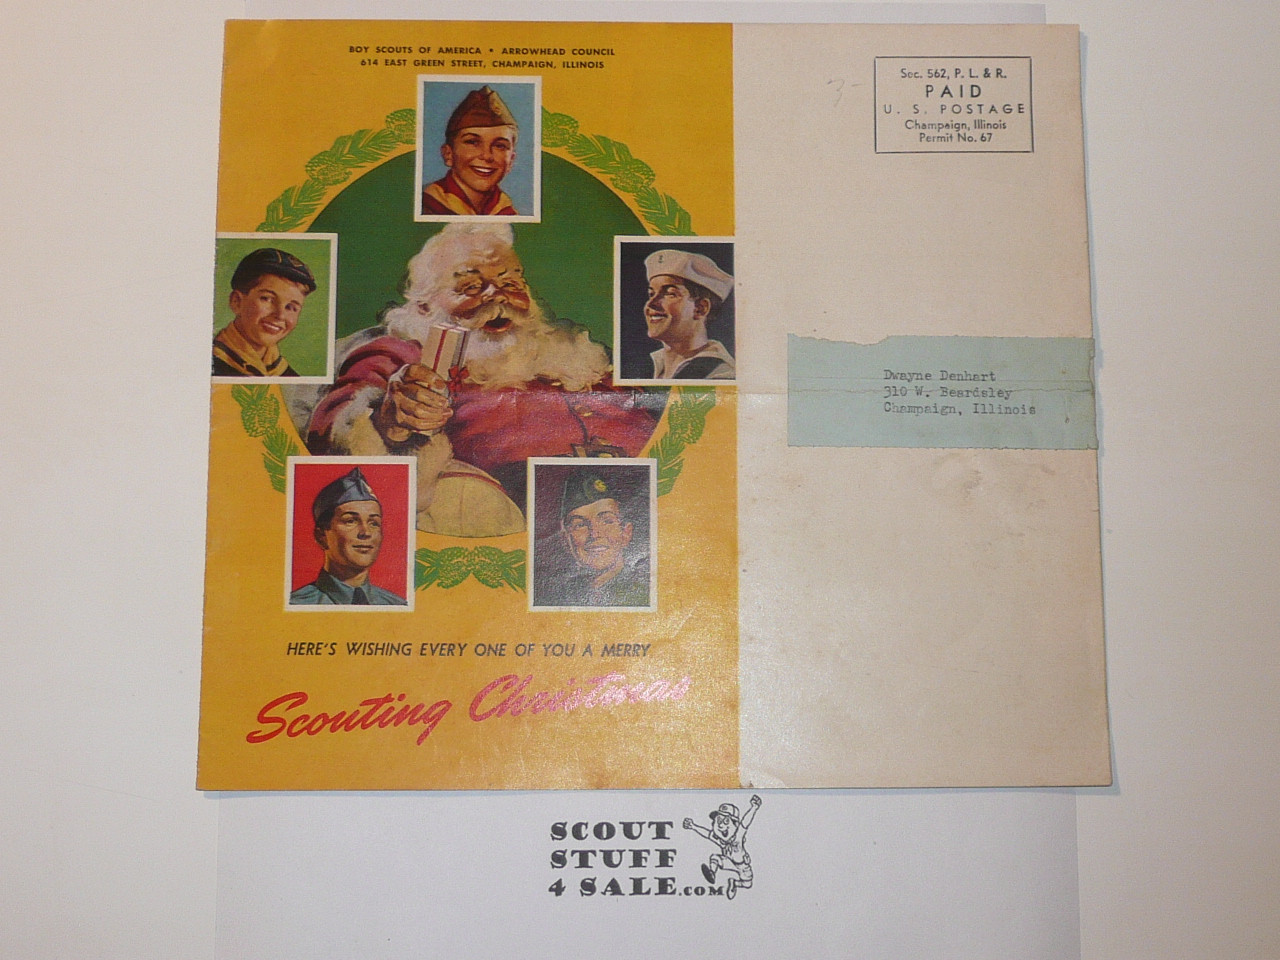 BOY SCOUTS OF AMERICA • ARROWHEAD COUNCIL
614 EAST GREEN STREET, CHAMPAIGN, ILLINOIS
HERE'S WISHING EVERY ONE OF YOU A MERRY
Scouting Christmas
3-
Sec. 562, P. L. & R.
PAID
U. S. POSTAGE
Champaign, Illinois
Permit No. 67
Dwayne Denhart
310 W. Beardsley
Champaign, Illinois
SCOUT
STUFF
4 SALE.COM